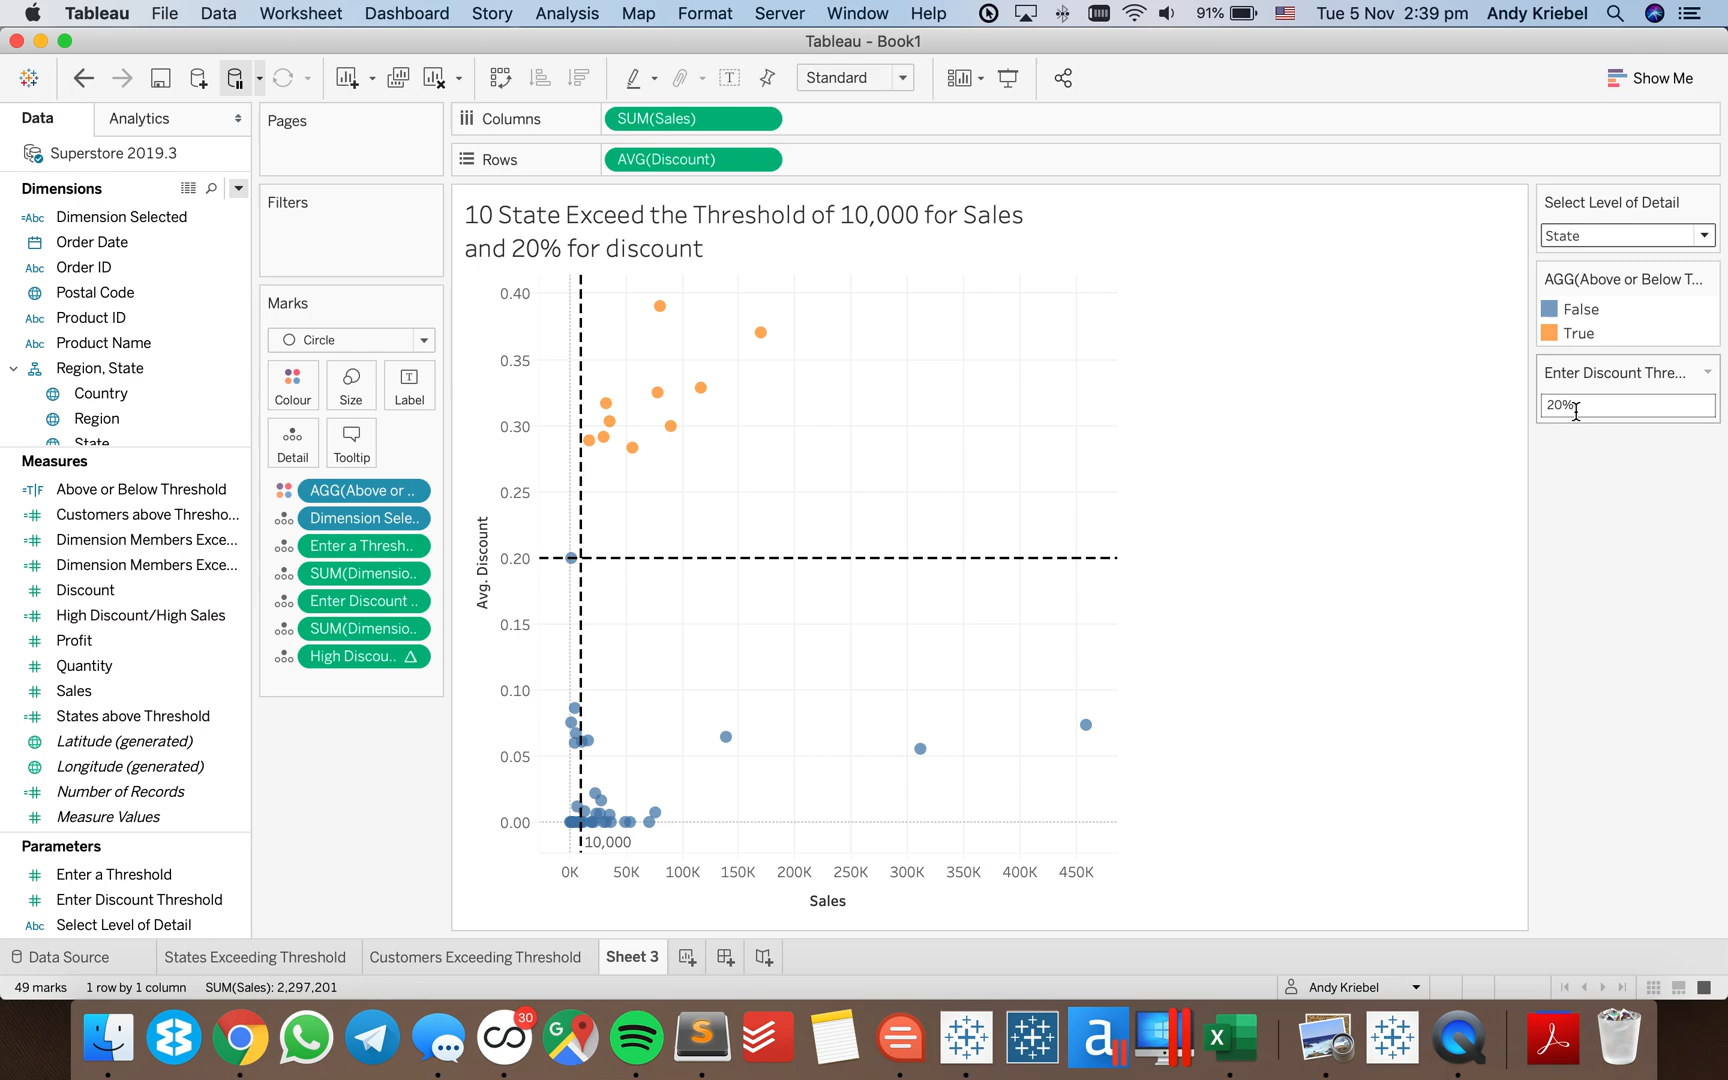 Tableau File Data Worksheet Dashboard Story Analysis Map Format Server Window Help 91% Tue 5 Nov 2:39 pm Andy Kriebel
Tableau - Book1
Standard
Show Me
Data
Analytics
Superstore 2019.3
Dimensions
=Abc Dimension Selected
Order Date
Abc Order ID
Postal Code
Abc Product ID
Abc Product Name
Region, State
Country
Region
State
Measures
=T|F Above or Below Threshold
Customers above Thresho...
Dimension Members Exce...
Dimension Members Exce...
Discount
High Discount/High Sales
Profit
Quantity
Sales
States above Threshold
Latitude (generated)
Longitude (generated)
Number of Records
Measure Values
Parameters
Enter a Threshold
Enter Discount Threshold
Abc Select Level of Detail
Pages
Filters
Marks
Circle
Colour
Size
Label
Detail
Tooltip
AGG(Above or ..
Dimension Sele..
Enter a Thresh..
SUM(Dimensio..
Enter Discount ..
SUM(Dimensio..
High Discou..
Columns
SUM(Sales)
Rows
AVG(Discount)
10 State Exceed the Threshold of 10,000 for Sales
and 20% for discount
Avg. Discount
0.40
0.35
0.30
0.25
0.20
0.15
0.10
0.05
0.00
10,000
0K 50K 100K 150K 200K 250K 300K 350K 400K 450K
Sales
Select Level of Detail
State
AGG(Above or Below T...
False
True
Enter Discount Thre...
20%
Data Source
States Exceeding Threshold
Customers Exceeding Threshold
Sheet 3
49 marks
1 row by 1 column
SUM(Sales): 2,297,201
Andy Kriebel
30